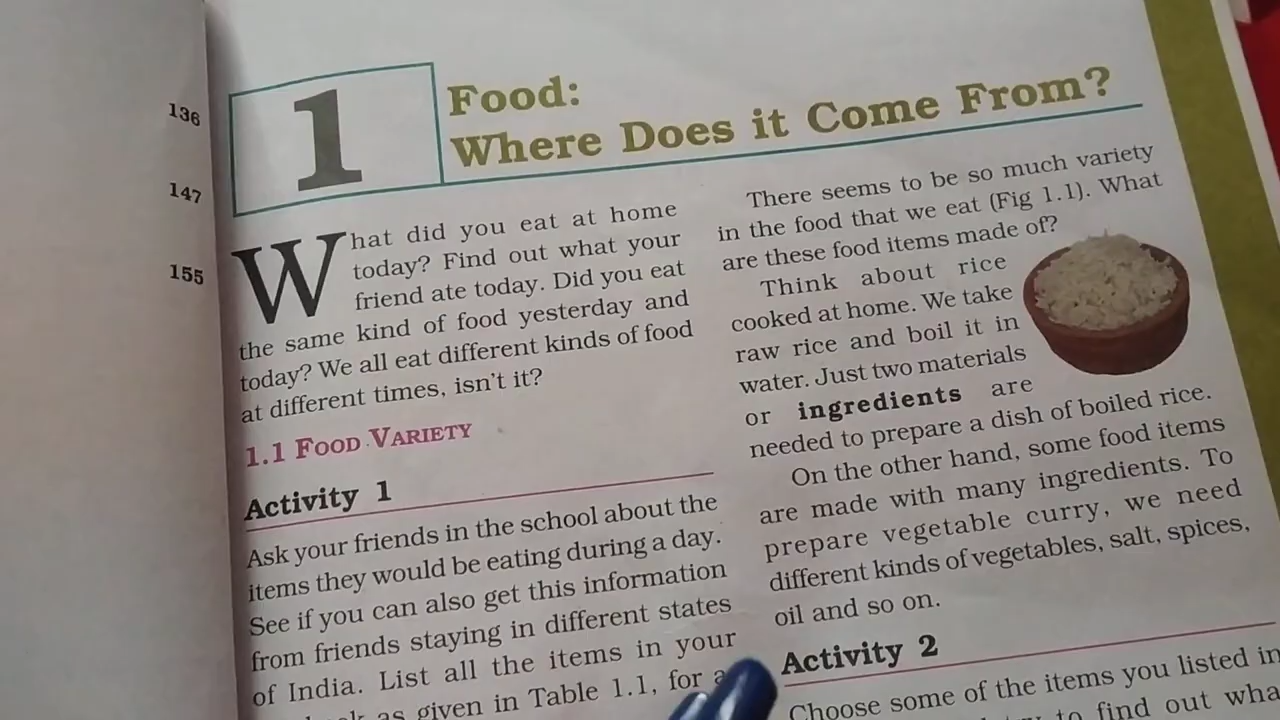 136
147
155
1
Food:
Where Does it Come From?
What did you eat at home
today? Find out what your
friend ate today. Did you eat
the same kind of food yesterday and
today? We all eat different kinds of food
at different times, isn't it?
1.1 FOOD VARIETY
Activity 1
Ask your friends in the school about the
items they would be eating during a day.
See if you can also get this information
from friends staying in different states
of India. List all the items in your
as given in Table 1.1, for
There seems to be so much variety
in the food that we eat (Fig 1.1). What
are these food items made of?
Think about rice
cooked at home. We take
raw rice and boil it in
water. Just two materials
or ingredients are
needed to prepare a dish of boiled rice.
On the other hand, some food items
are made with many ingredients. To
prepare vegetable curry, we need
different kinds of vegetables, salt, spices,
oil and so on.
Activity 2
Choose some of the items you listed in
to find out